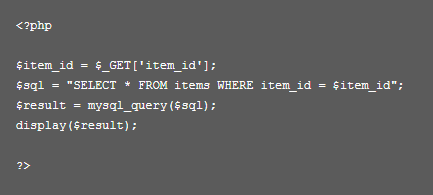 <?php
$item_id = $_GET['item_id'];
$sql = "SELECT * FROM items WHERE item_id = $item_id";
$result = mysql_query($sql);
display($result);
?>